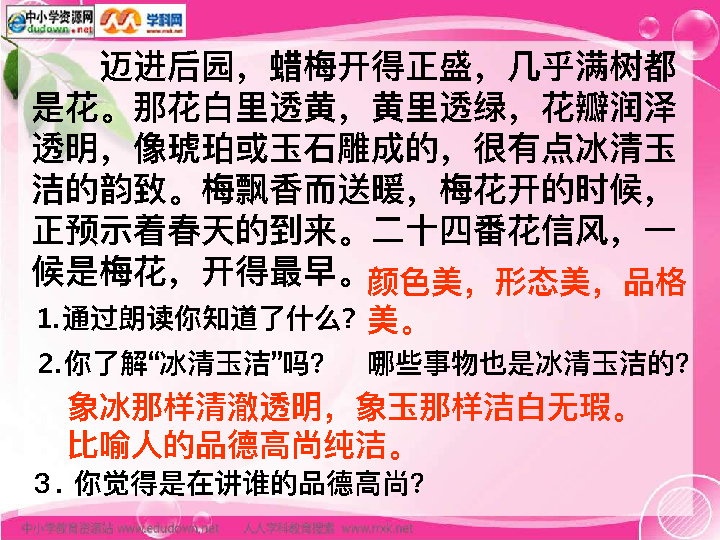 中小学资源网
edudown.net
学科网
www.nxk.net
迈进后园，蜡梅开得正盛，几乎满树都
是花。那花白里透黄，黄里透绿，花瓣润泽
透明，像琥珀或玉石雕成的，很有点冰清玉
洁的韵致。梅飘香而送暖，梅花开的时候，
正预示着春天的到来。二十四番花信风，一
候是梅花，开得最早。
颜色美，形态美，品格
美。
1.通过朗读你知道了什么?
2.你了解“冰清玉洁”吗? 哪些事物也是冰清玉洁的?
象冰那样清澈透明，象玉那样洁白无瑕。
比喻人的品德高尚纯洁。
3．你觉得是在讲谁的品德高尚?
中小学教育资源站 www.edudown.net 人人学科教育搜索 www.nxk.net